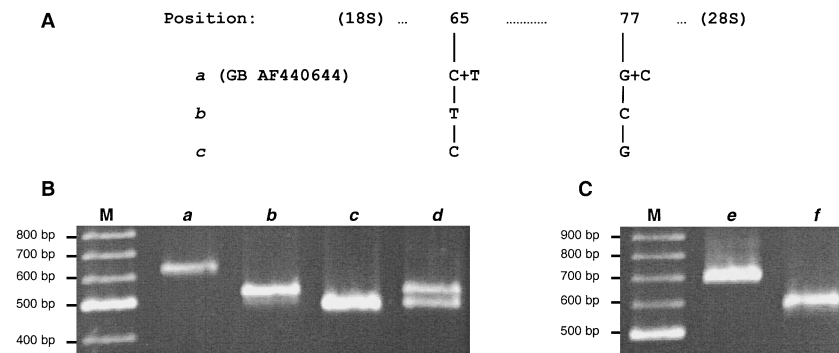 A
Position: (18S) ... 65 ............ 77 ... (28S)
a (GB AF440644) C+T G+C
b T C
c C G
B
M a b c d
800 bp
700 bp
600 bp
500 bp
400 bp
C
M e f
900 bp
800 bp
700 bp
600 bp
500 bp